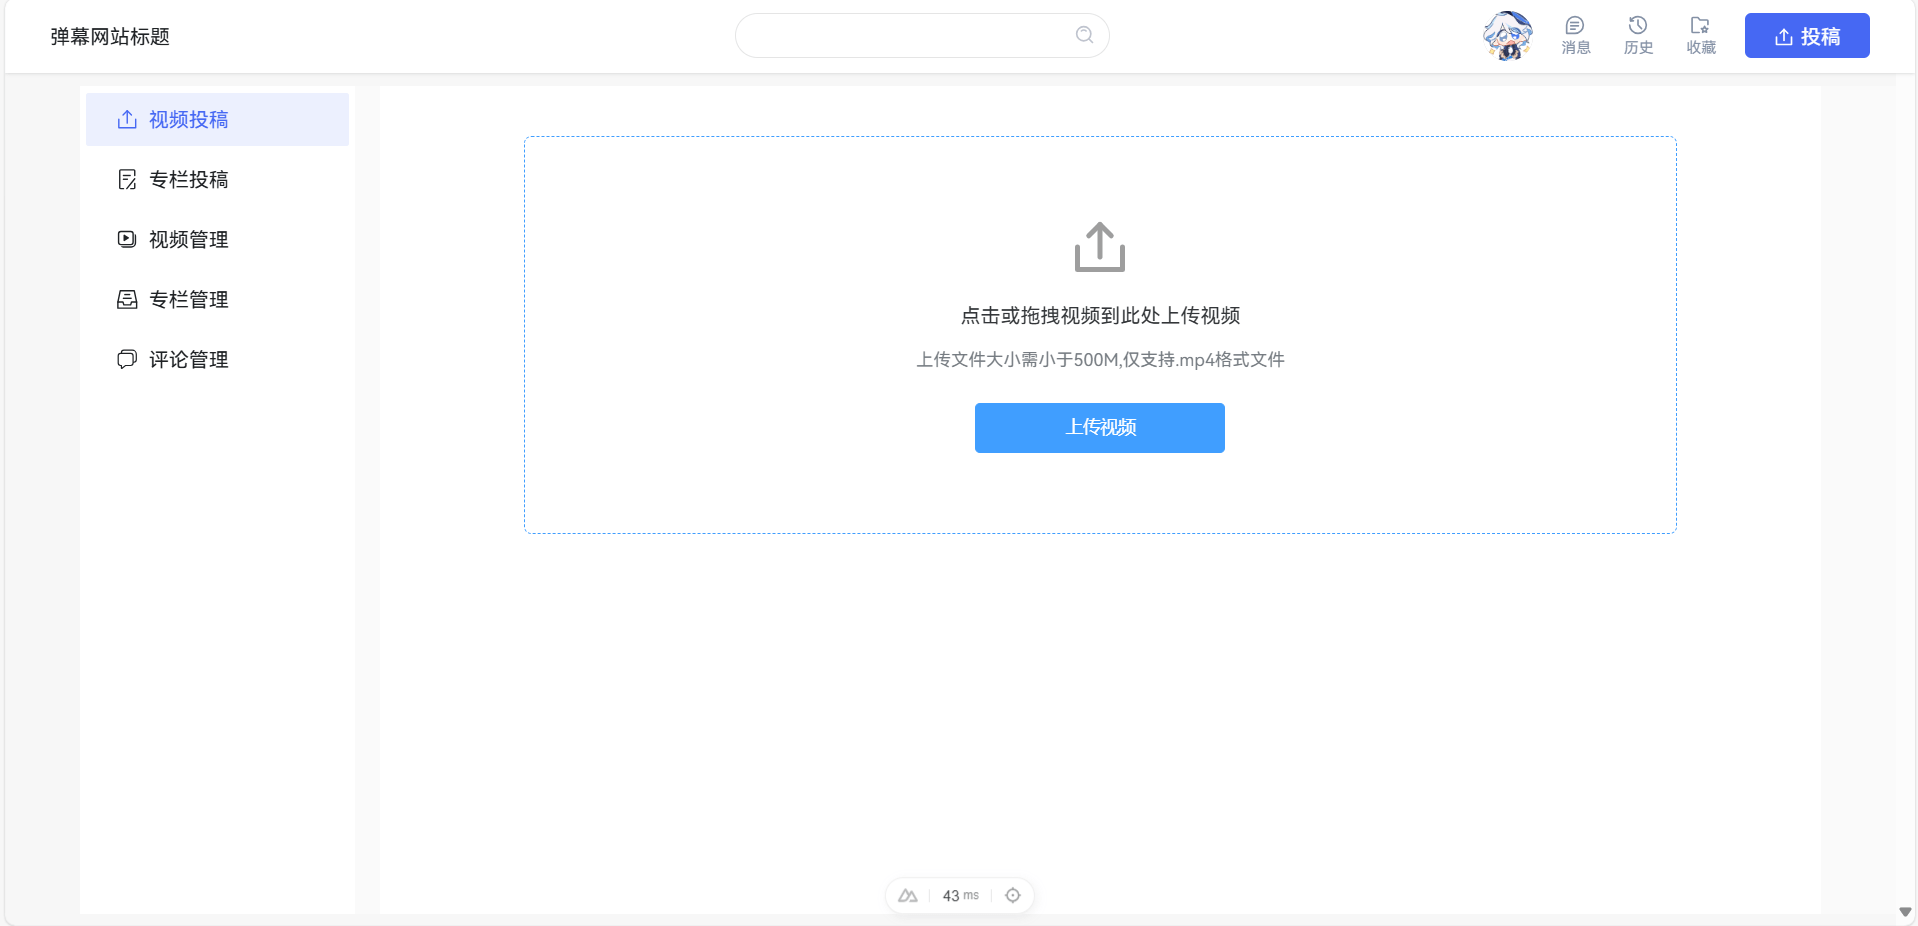 弹幕网站标题
消息
历史
收藏
投稿
视频投稿
专栏投稿
视频管理
专栏管理
评论管理
点击或拖拽视频到此处上传视频
上传文件大小需小于500M,仅支持.mp4格式文件
上传视频
43 ms